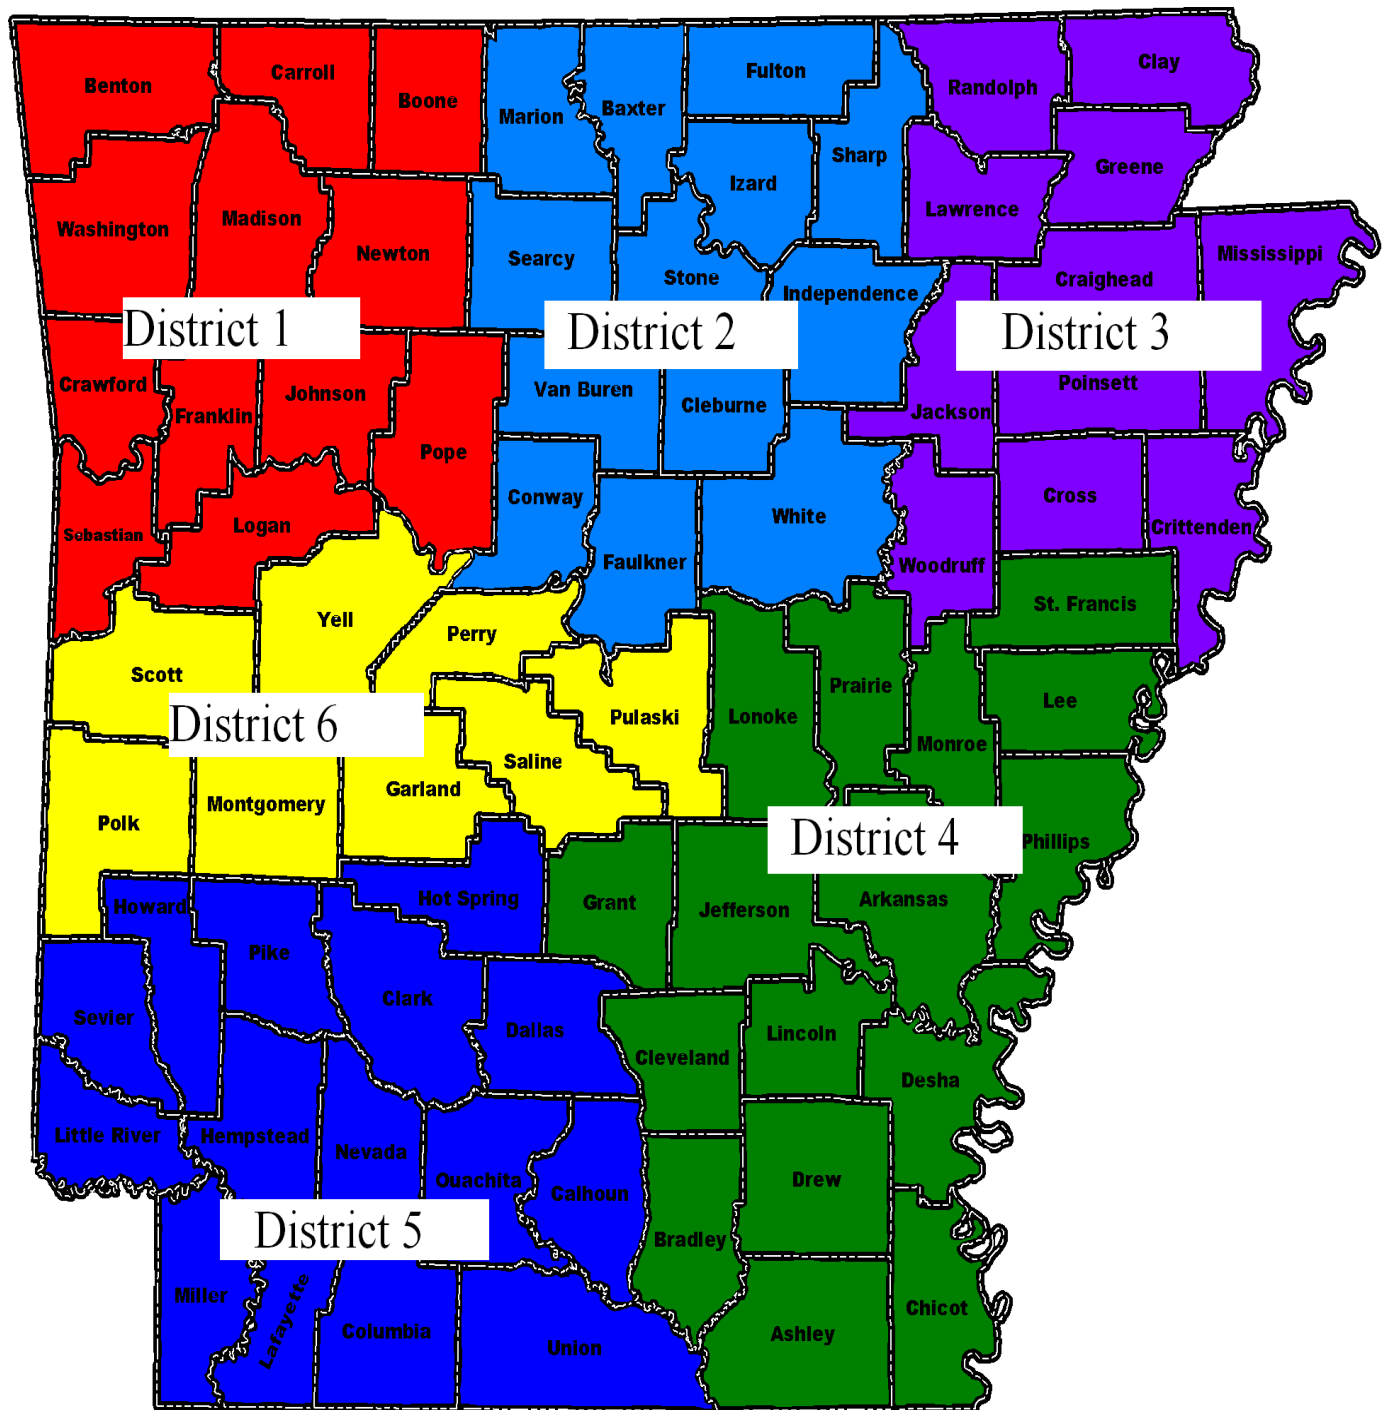 Benton
Carroll
Boone
Marion
Baxter
Fulton
Randolph
Clay
Sharp
Izard
Greene
Lawrence
Washington
Madison
Newton
Searcy
Stone
Independence
Craighead
Mississippi
District 1
District 2
District 3
Crawford
Franklin
Johnson
Van Buren
Cleburne
Jackson
Poinsett
Pope
Conway
Cross
Sebastian
Logan
White
Crittenden
Faulkner
Woodruff
Yell
Perry
St. Francis
Scott
Prairie
Lee
District 6
Pulaski
Lonoke
Monroe
Saline
Garland
Montgomery
Polk
District 4
Phillips
Howard
Hot Spring
Grant
Jefferson
Arkansas
Pike
Clark
Sevier
Dallas
Lincoln
Cleveland
Desha
Little River
Hempstead
Nevada
Ouachita
Calhoun
Drew
District 5
Bradley
Miller
Lafayette
Columbia
Union
Ashley
Chicot